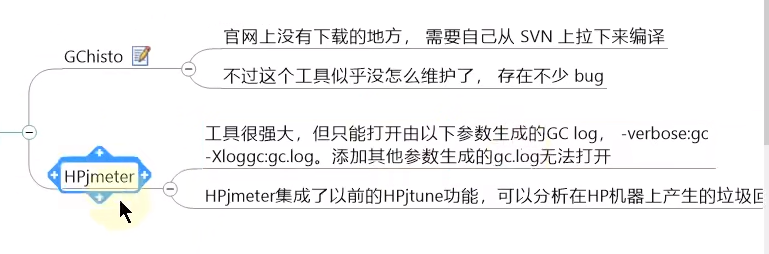 GChisto
官网上没有下载的地方， 需要自己从 SVN 上拉下来编译
不过这个工具似乎没怎么维护了， 存在不少 bug
HPjmeter
工具很强大，但只能打开由以下参数生成的GC log， -verbose:gc
-Xloggc:gc.log。添加其他参数生成的gc.log无法打开
HPjmeter集成了以前的HPjtune功能，可以分析在HP机器上产生的垃圾回